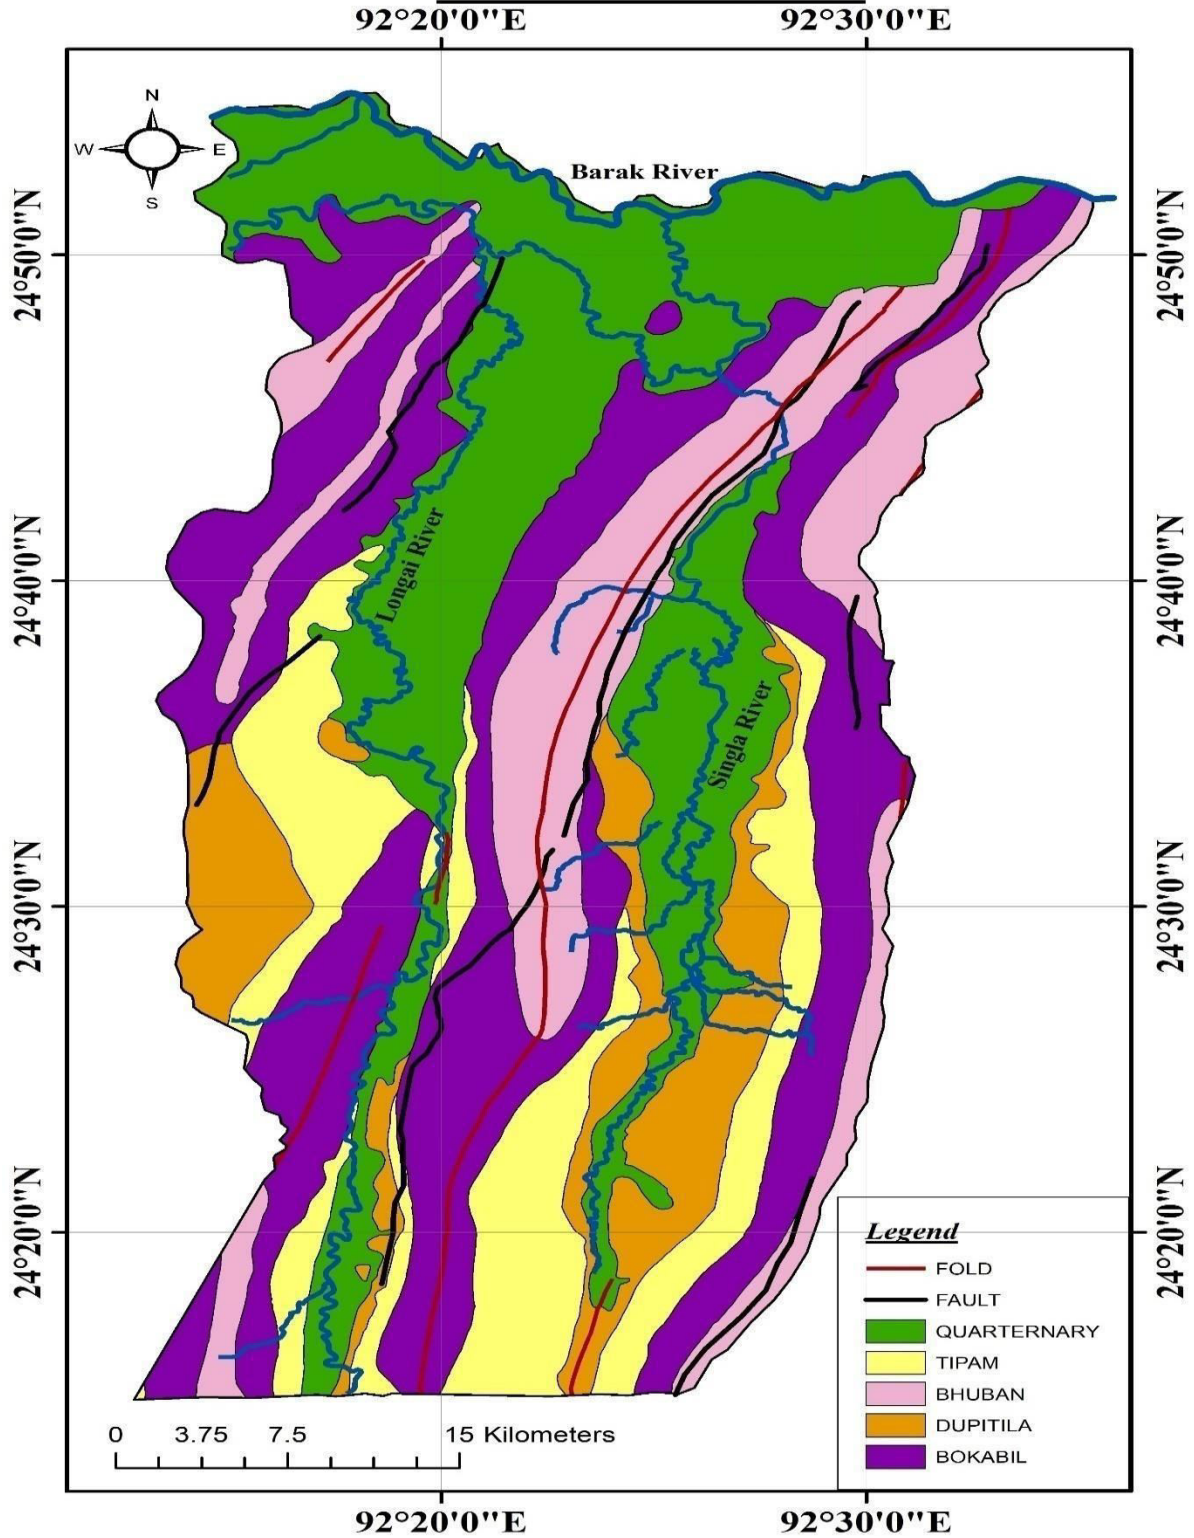 92°20'0"E
92°30'0"E
N
W
E
S
Barak River
24°50'0"N
24°50'0"N
Longai River
24°40'0"N
24°40'0"N
Singla River
24°30'0"N
24°30'0"N
24°20'0"N
24°20'0"N
Legend
FOLD
FAULT
QUARTERNARY
TIPAM
BHUBAN
DUPITILA
BOKABIL
0 3.75 7.5 15 Kilometers
92°20'0"E
92°30'0"E